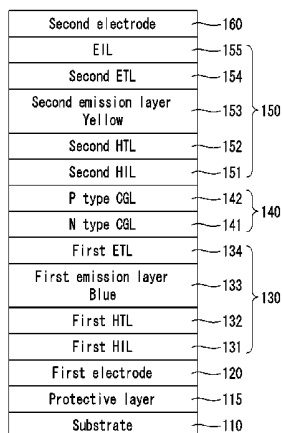 Second electrode 160
EIL 155
Second ETL 154
Second emission layer
Yellow 153
150
Second HTL 152
Second HIL 151
P type CGL 142
140
N type CGL 141
First ETL 134
First emission layer
Blue 133
130
First HTL 132
First HIL 131
First electrode 120
Protective layer 115
Substrate 110